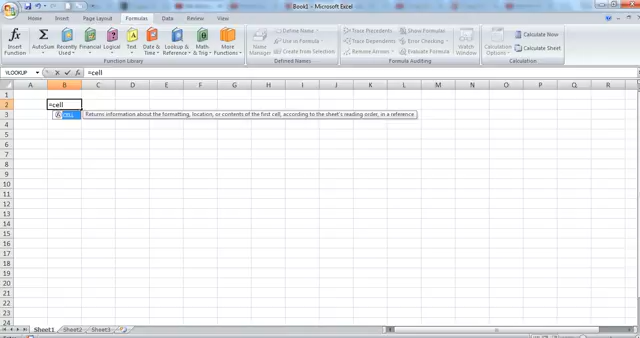 Book1 - Microsoft Excel
Home Insert Page Layout Formulas Data Review View
Insert Function
AutoSum
Recently Used
Financial
Logical
Text
Date & Time
Lookup & Reference
Math & Trig
More Functions
Function Library
Name Manager
Define Name
Use in Formula
Create from Selection
Defined Names
Trace Precedents
Trace Dependents
Remove Arrows
Show Formulas
Error Checking
Evaluate Formula
Formula Auditing
Watch Window
Calculation Options
Calculate Now
Calculate Sheet
Calculation
VLOOKUP =cell
A B C D E F G H I J K L M N O P Q R
1
2 =cell
3 CELL Returns information about the formatting, location, or contents of the first cell, according to the sheet's reading order, in a reference
4
5
6
7
8
9
10
11
12
13
14
15
16
17
18
19
20
21
22
23
24
Sheet1 Sheet2 Sheet3